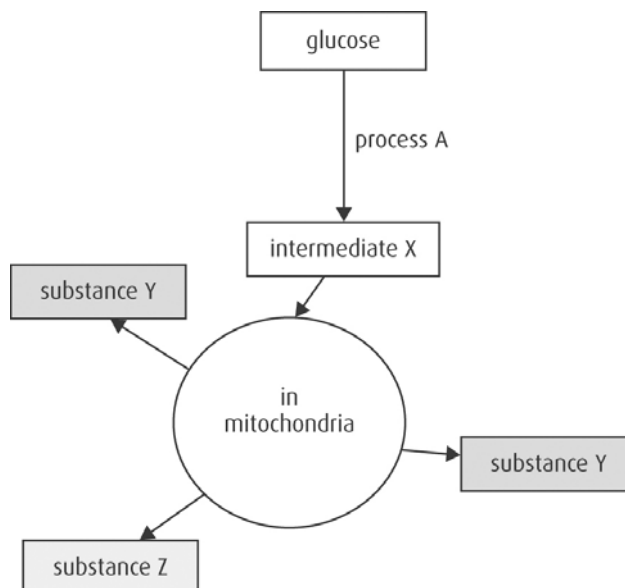 glucose
process A
intermediate X
substance Y
in
mitochondria
substance Y
substance Z